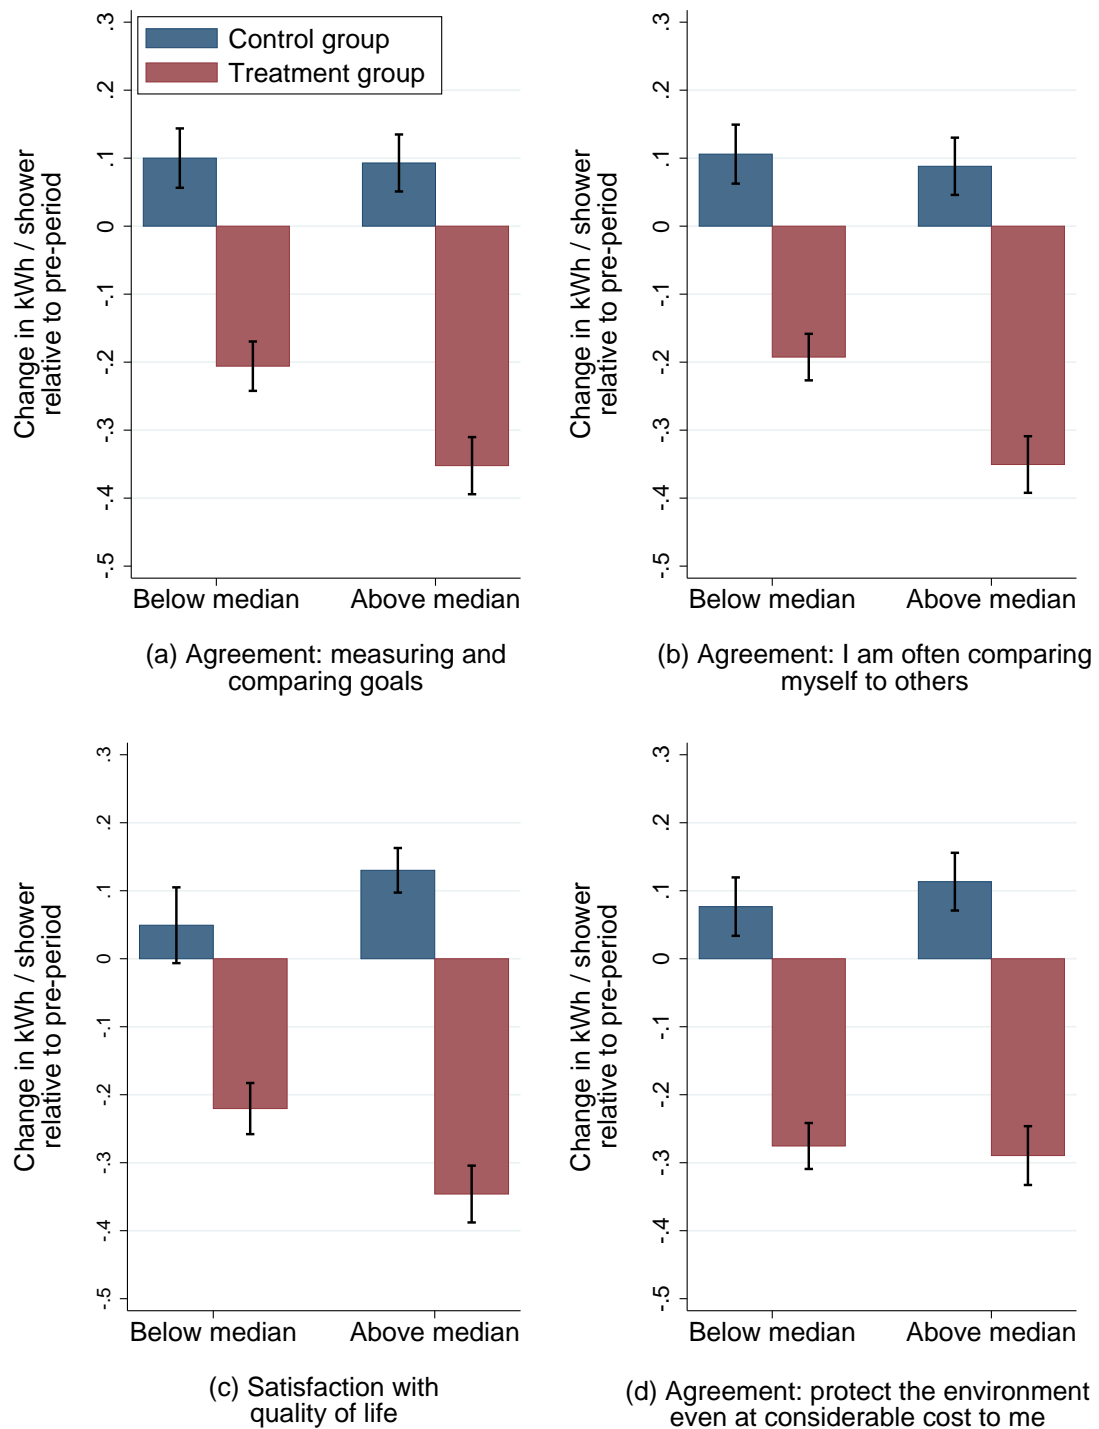 Control group
Treatment group
Change in kWh / shower
relative to pre-period
.3
.2
.1
0
-.1
-.2
-.3
-.4
-.5
Below median
Above median
(a) Agreement: measuring and
comparing goals
Change in kWh / shower
relative to pre-period
.3
.2
.1
0
-.1
-.2
-.3
-.4
-.5
Below median
Above median
(b) Agreement: I am often comparing
myself to others
Change in kWh / shower
relative to pre-period
.3
.2
.1
0
-.1
-.2
-.3
-.4
-.5
Below median
Above median
(c) Satisfaction with
quality of life
Change in kWh / shower
relative to pre-period
.3
.2
.1
0
-.1
-.2
-.3
-.4
-.5
Below median
Above median
(d) Agreement: protect the environment
even at considerable cost to me